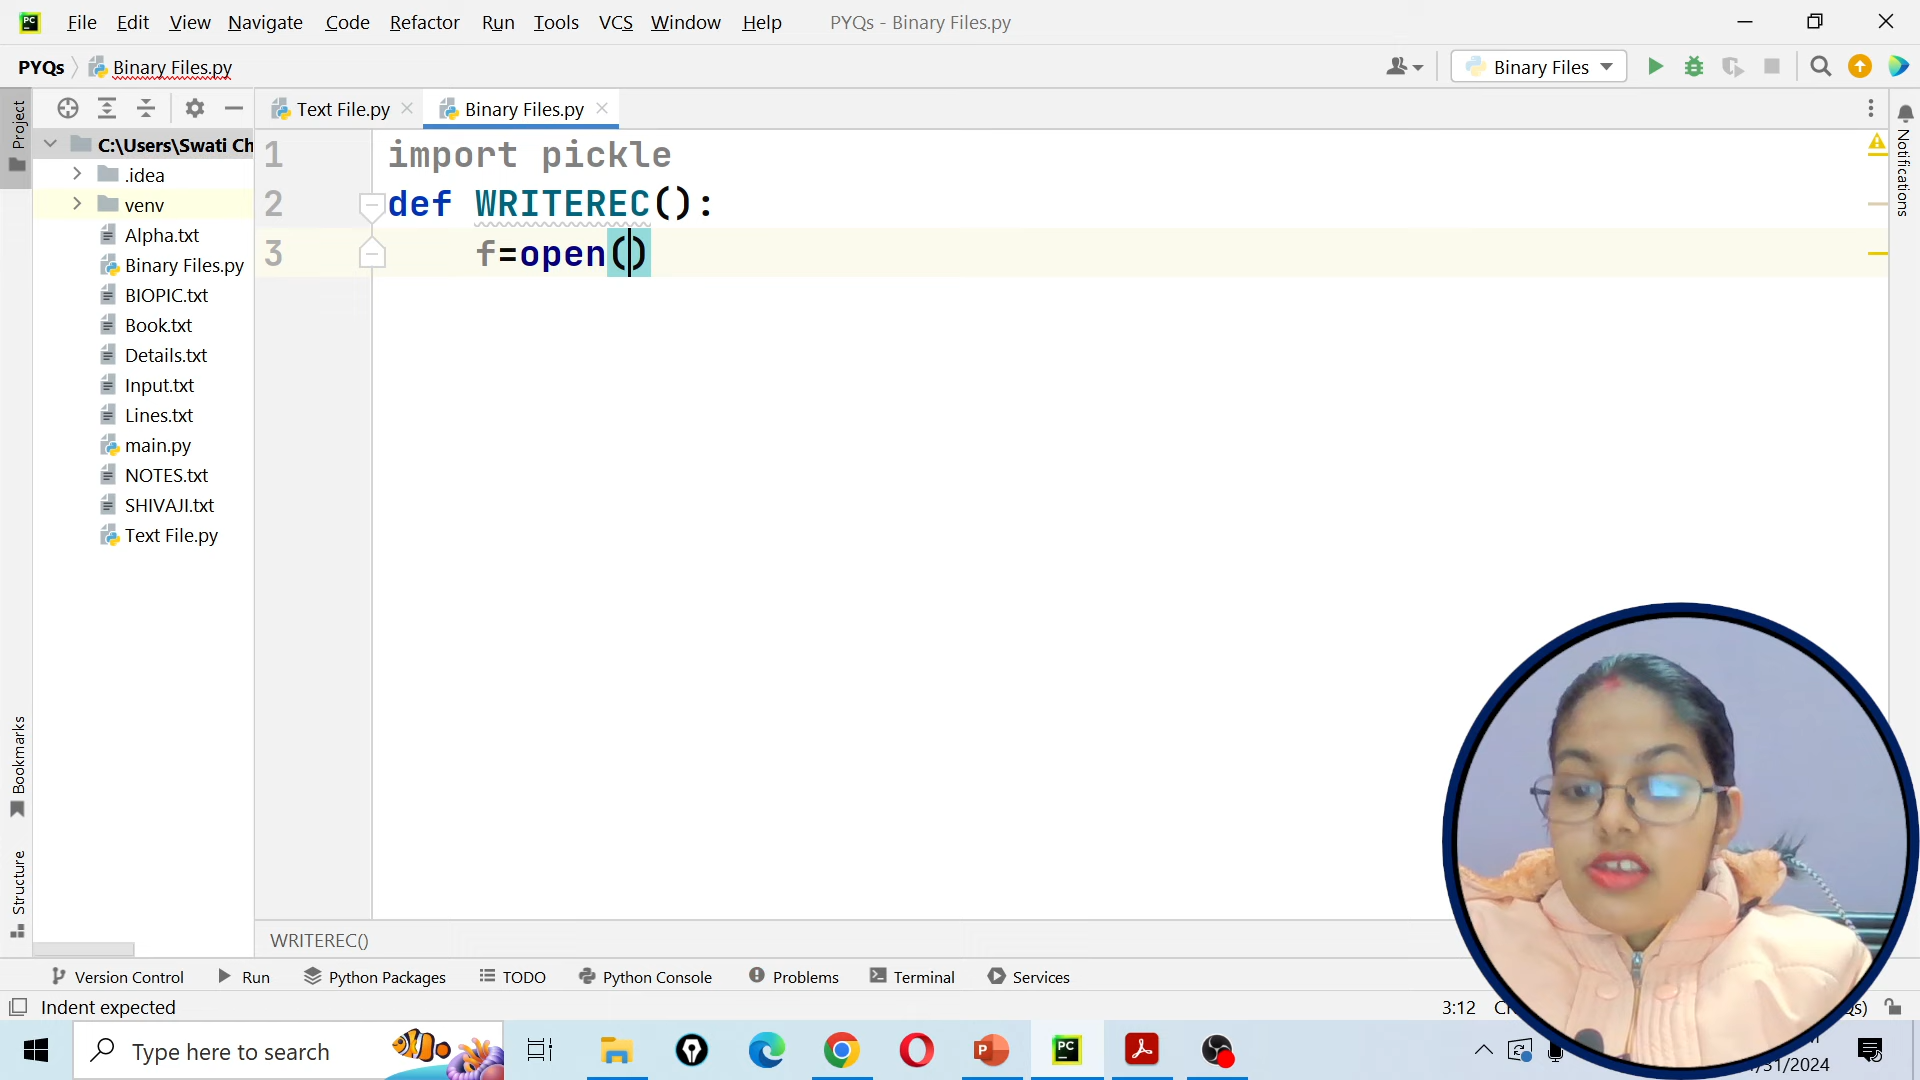 PC
File Edit View Navigate Code Refactor Run Tools VCS Window Help PYQs - Binary Files.py
PYQs Binary Files.py
Binary Files
Project
Text File.py
Binary Files.py
Notifications
C:\Users\Swati Ch
.idea
venv
Alpha.txt
Binary Files.py
BIOPIC.txt
Book.txt
Details.txt
Input.txt
Lines.txt
main.py
NOTES.txt
SHIVAJI.txt
Text File.py
1 import pickle
2 def WRITEREC():
3 f=open()
Bookmarks
Structure
WRITEREC()
Version Control Run Python Packages TODO Python Console Problems Terminal Services
Indent expected
3:12
Type here to search
PC